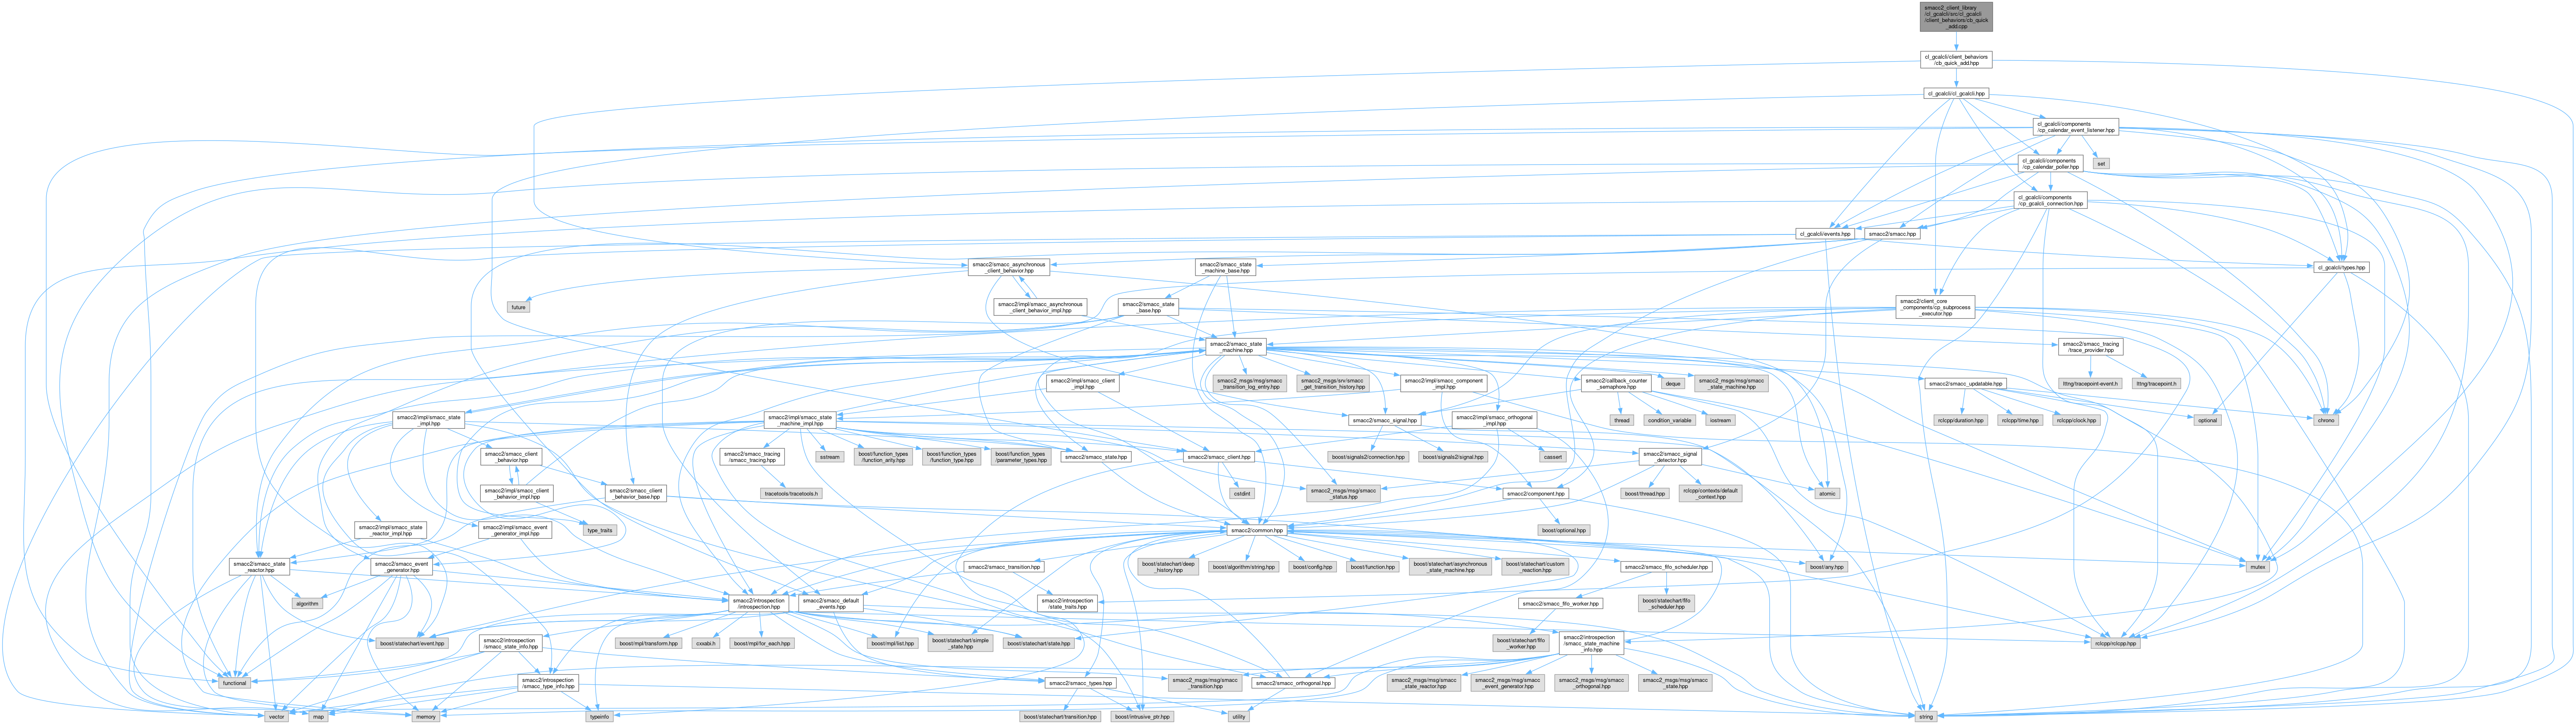 smacc2_client_library
/cl_gcalcli/src/cl_gcalcli
/client_behaviors/cb_quick
_add.cpp
cl_gcalcli/client_behaviors
/cb_quick_add.hpp
cl_gcalcli/cl_gcalcli.hpp
cl_gcalcli/components
/cp_calendar_event_listener.hpp
cl_gcalcli/components
/cp_calendar_poller.hpp
set
cl_gcalcli/components
/cp_gcalcli_connection.hpp
cl_gcalcli/events.hpp
smacc2/smacc.hpp
smacc2/smacc_asynchronous
_client_behavior.hpp
smacc2/smacc_state
_machine_base.hpp
cl_gcalcli/types.hpp
future
smacc2/impl/smacc_asynchronous
_client_behavior_impl.hpp
smacc2/smacc_state
_base.hpp
smacc2/client_core
_components/cp_subprocess
_executor.hpp
smacc2/smacc_state
_machine.hpp
smacc2/smacc_tracing
/trace_provider.hpp
smacc2/impl/smacc_client
_impl.hpp
smacc2_msgs/msg/smacc
_transition_log_entry.hpp
smacc2_msgs/srv/smacc
_get_transition_history.hpp
smacc2/impl/smacc_component
_impl.hpp
smacc2/callback_counter
_semaphore.hpp
deque
smacc2_msgs/msg/smacc
_state_machine.hpp
smacc2/smacc_updatable.hpp
lttng/tracepoint-event.h
lttng/tracepoint.h
smacc2/impl/smacc_state
_impl.hpp
smacc2/impl/smacc_state
_machine_impl.hpp
smacc2/smacc_signal.hpp
smacc2/impl/smacc_orthogonal
_impl.hpp
thread
condition_variable
iostream
rclcpp/duration.hpp
rclcpp/time.hpp
rclcpp/clock.hpp
optional
chrono
smacc2/smacc_client
_behavior.hpp
smacc2/smacc_tracing
/smacc_tracing.hpp
sstream
boost/function_types
/function_arity.hpp
boost/function_types
/function_type.hpp
boost/function_types
/parameter_types.hpp
smacc2/smacc_state.hpp
smacc2/smacc_client.hpp
boost/signals2/connection.hpp
boost/signals2/signal.hpp
cassert
smacc2/smacc_signal
_detector.hpp
smacc2/impl/smacc_client
_behavior_impl.hpp
smacc2/smacc_client
_behavior_base.hpp
tracetools/tracetools.h
cstdint
smacc2_msgs/msg/smacc
_status.hpp
smacc2/component.hpp
boost/thread.hpp
rclcpp/contexts/default
_context.hpp
atomic
smacc2/impl/smacc_state
_reactor_impl.hpp
smacc2/impl/smacc_event
_generator_impl.hpp
type_traits
smacc2/common.hpp
boost/optional.hpp
smacc2/smacc_state
_reactor.hpp
smacc2/smacc_event
_generator.hpp
smacc2/smacc_transition.hpp
boost/statechart/deep
_history.hpp
boost/algorithm/string.hpp
boost/config.hpp
boost/function.hpp
boost/statechart/asynchronous
_state_machine.hpp
boost/statechart/custom
_reaction.hpp
smacc2/smacc_fifo_scheduler.hpp
boost/any.hpp
mutex
algorithm
smacc2/introspection
/introspection.hpp
smacc2/smacc_default
_events.hpp
smacc2/introspection
/state_traits.hpp
smacc2/smacc_fifo_worker.hpp
boost/statechart/fifo
_scheduler.hpp
boost/statechart/event.hpp
smacc2/introspection
/smacc_state_info.hpp
boost/mpl/transform.hpp
cxxabi.h
boost/mpl/for_each.hpp
boost/mpl/list.hpp
boost/statechart/simple
_state.hpp
boost/statechart/state.hpp
boost/statechart/fifo
_worker.hpp
smacc2/introspection
/smacc_state_machine
_info.hpp
rclcpp/rclcpp.hpp
functional
smacc2/introspection
/smacc_type_info.hpp
smacc2/smacc_types.hpp
smacc2_msgs/msg/smacc
_transition.hpp
smacc2/smacc_orthogonal.hpp
smacc2_msgs/msg/smacc
_state_reactor.hpp
smacc2_msgs/msg/smacc
_event_generator.hpp
smacc2_msgs/msg/smacc
_orthogonal.hpp
smacc2_msgs/msg/smacc
_state.hpp
vector
map
memory
typeinfo
boost/statechart/transition.hpp
boost/intrusive_ptr.hpp
utility
string